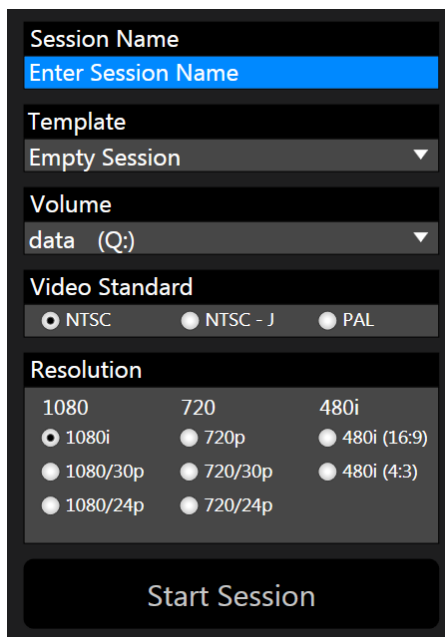 Session Name
Enter Session Name
Template
Empty Session
Volume
data (Q:)
Video Standard
NTSC NTSC - J PAL
Resolution
1080 720 480i
1080i 720p 480i (16:9)
1080/30p 720/30p 480i (4:3)
1080/24p 720/24p
Start Session